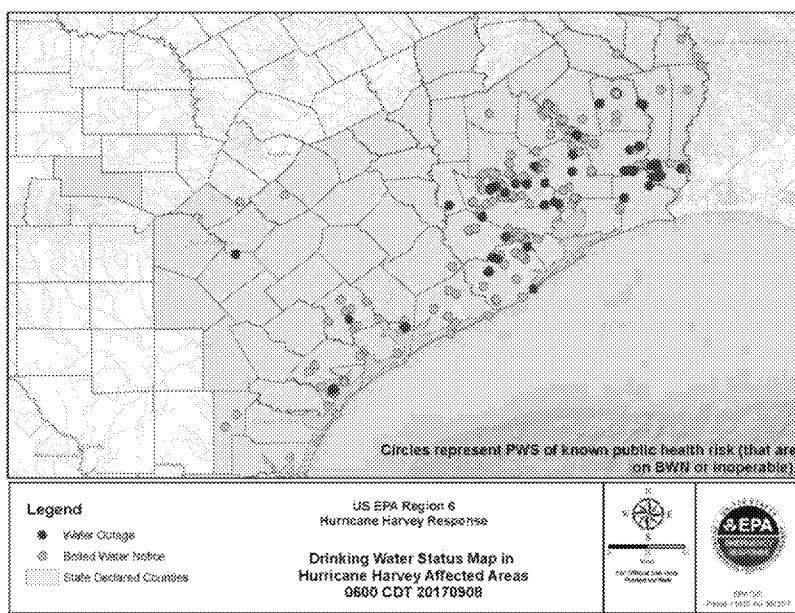 Circles represent PWS of known public health risk (that are
on BWN or inoperable)
Legend
Water Outage
Boiled Water Notice
State Declared Counties
US EPA Region 6
Hurricane Harvey Response
Drinking Water Status Map in
Hurricane Harvey Affected Areas
0600 CDT 20170908
N
W
E
S
EPA